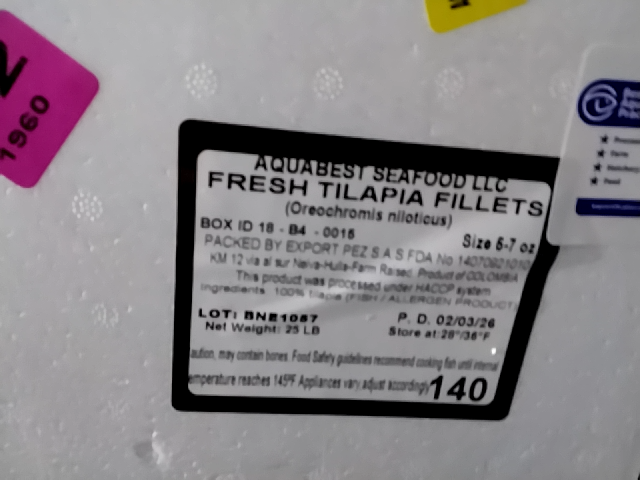 1960
AQUABEST SEAFOOD LLC
FRESH TILAPIA FILLETS
(Oreochromis niloticus)
BOX ID 18 - B4 - 0015
Size 5-7 oz
PACKED BY EXPORT PEZ S.A.S FDA No
KM 12 via al sur Neiva-Huila-Farm Raised. Product of COLOMBIA
This product was processed under HACCP system
Ingredients: 100% tilapia (FISH / ALLERGEN PRODUCT)
LOT: BNE1087
P. D. 02/03/26
Net Weight: 25 LB
Store at:28°/36°F
aution, may contain bones. Food Safety guidelines recommend cooking fish until internal
emperature reaches 145ºF Appliances vary,adjust accordingly
140